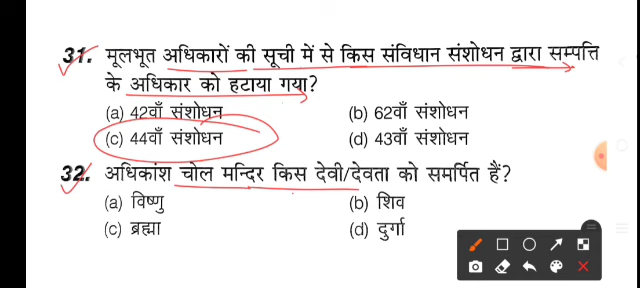 31. मूलभूत अधिकारों की सूची में से किस संविधान संशोधन द्वारा सम्पत्ति
के अधिकार को हटाया गया?
(a) 42वाँ संशोधन (b) 62वाँ संशोधन
(c) 44वाँ संशोधन (d) 43वाँ संशोधन
32. अधिकांश चोल मन्दिर किस देवी/देवता को समर्पित हैं?
(a) विष्णु (b) शिव
(c) ब्रह्मा (d) दुर्गा